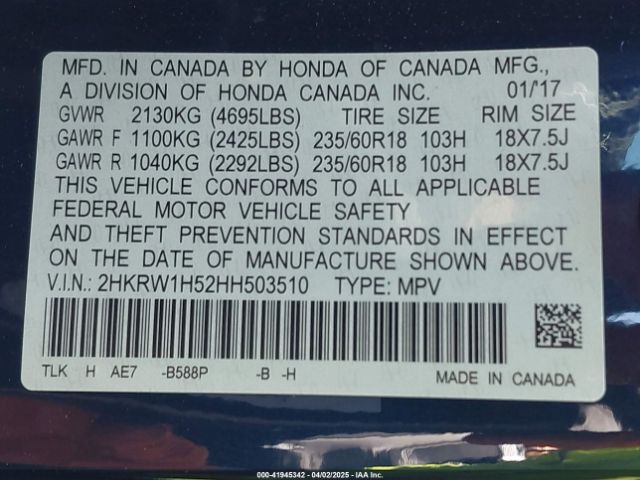 MFD. IN CANADA BY HONDA OF CANADA MFG.,
A DIVISION OF HONDA CANADA INC. 01/'17
GVWR 2130KG (4695LBS) TIRE SIZE RIM SIZE
GAWR F 1100KG (2425LBS) 235/60R18 103H 18X7.5J
GAWR R 1040KG (2292LBS) 235/60R18 103H 18X7.5J
THIS VEHICLE CONFORMS TO ALL APPLICABLE
FEDERAL MOTOR VEHICLE SAFETY
AND THEFT PREVENTION STANDARDS IN EFFECT
ON THE DATE OF MANUFACTURE SHOWN ABOVE.
V.I.N.: 2HKRW1H52HH503510 TYPE: MPV
TLK H AE7 -B588P -B -H MADE IN CANADA
000-41945342 - 04/02/2025 - IAAI.COM